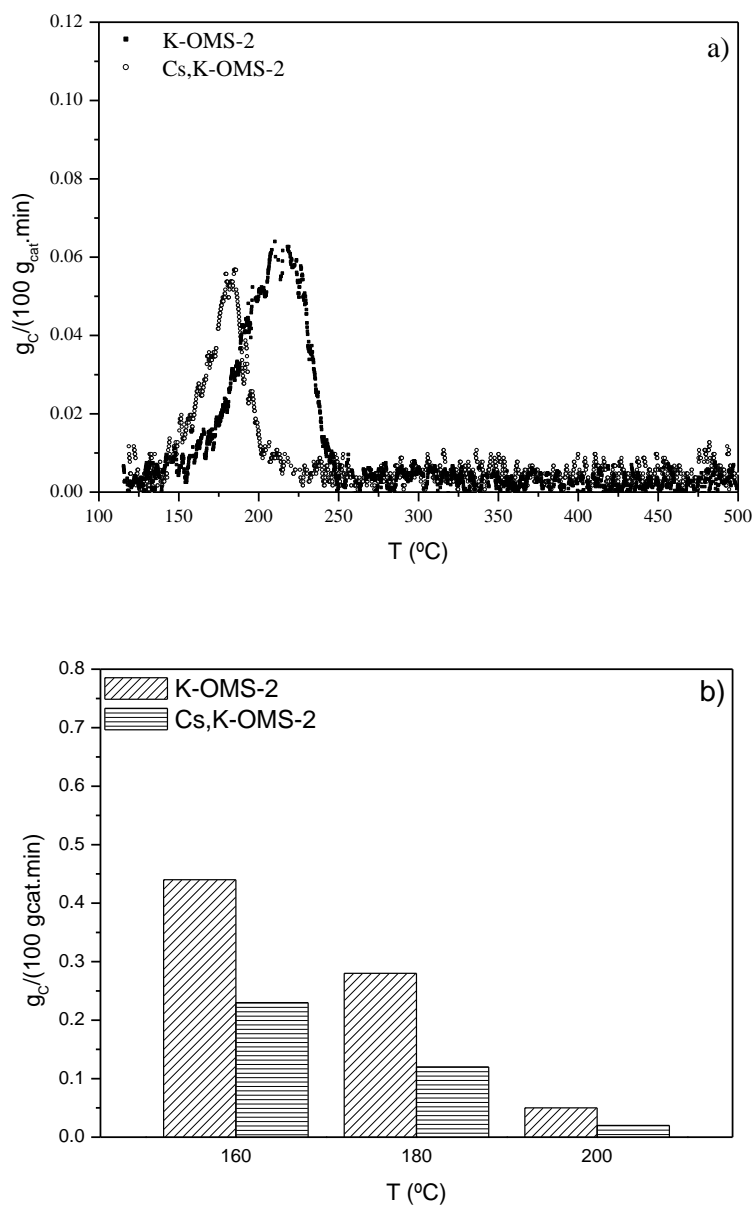 a)
K-OMS-2
Cs,K-OMS-2
0.12
0.10
0.08
0.06
0.04
0.02
0.00
g_C/(100 g_cat.min)
100 150 200 250 300 350 400 450 500
T (ºC)
b)
K-OMS-2
Cs,K-OMS-2
0.8
0.7
0.6
0.5
0.4
0.3
0.2
0.1
0.0
g_C/(100 gcat.min)
160 180 200
T (ºC)